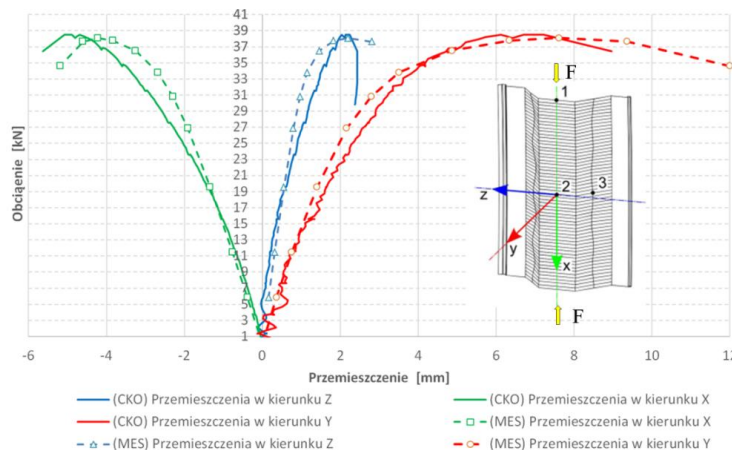 41
39
37
35
33
31
29
27
25
23
21
19
17
15
13
11
9
7
5
3
1
Obciążenie [kN]
-6 -4 -2 0 2 4 6 8 10 12
Przemieszczenie [mm]
F
1
2
3
z
y
x
F
(CKO) Przemieszczenia w kierunku Z
(CKO) Przemieszczenia w kierunku X
(CKO) Przemieszczenia w kierunku Y
(MES) Przemieszczenia w kierunku X
(MES) Przemieszczenia w kierunku Z
(MES) Przemieszczenia w kierunku Y